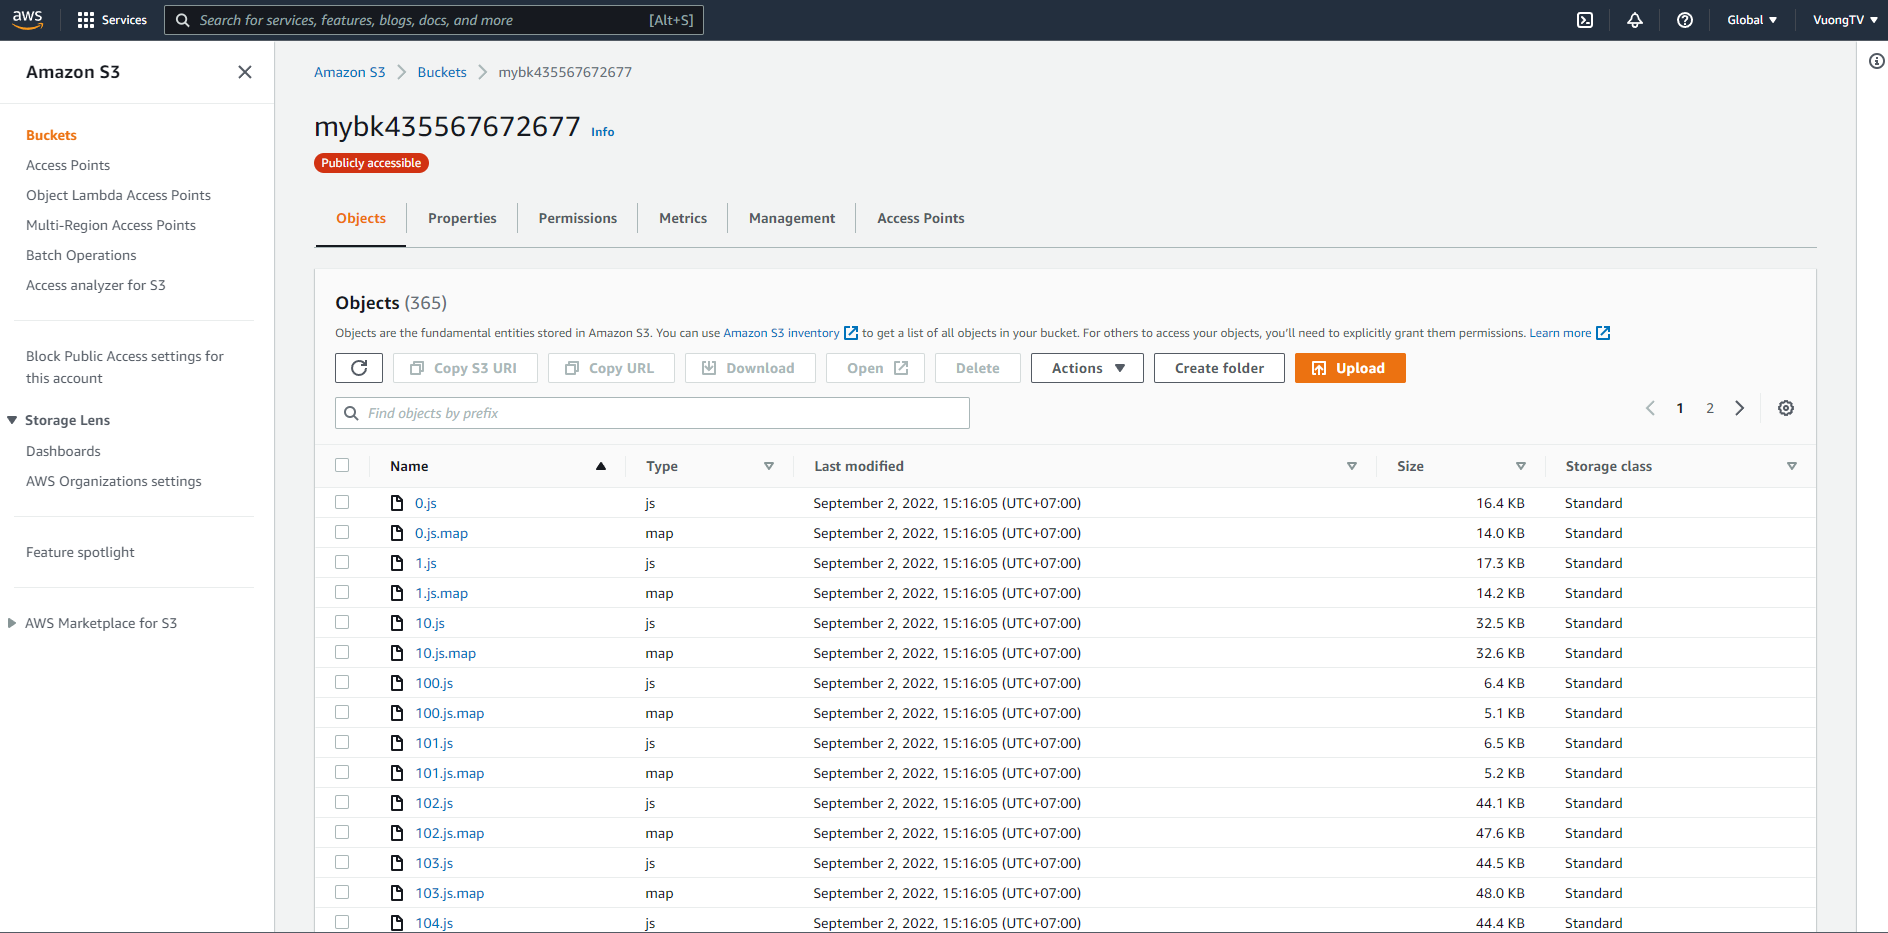 aws Services Search for services, features, blogs, docs, and more [Alt+S] Global VuongTV
Amazon S3
Buckets
Access Points
Object Lambda Access Points
Multi-Region Access Points
Batch Operations
Access analyzer for S3
Block Public Access settings for
this account
Storage Lens
Dashboards
AWS Organizations settings
Feature spotlight
AWS Marketplace for S3
Amazon S3 Buckets mybk435567672677
mybk435567672677 Info
Publicly accessible
Objects Properties Permissions Metrics Management Access Points
Objects (365)
Objects are the fundamental entities stored in Amazon S3. You can use Amazon S3 inventory to get a list of all objects in your bucket. For others to access your objects, you'll need to explicitly grant them permissions. Learn more
Copy S3 URI Copy URL Download Open Delete Actions Create folder Upload
Find objects by prefix 1 2
Name Type Last modified Size Storage class
0.js js September 2, 2022, 15:16:05 (UTC+07:00) 16.4 KB Standard
0.js.map map September 2, 2022, 15:16:05 (UTC+07:00) 14.0 KB Standard
1.js js September 2, 2022, 15:16:05 (UTC+07:00) 17.3 KB Standard
1.js.map map September 2, 2022, 15:16:05 (UTC+07:00) 14.2 KB Standard
10.js js September 2, 2022, 15:16:05 (UTC+07:00) 32.5 KB Standard
10.js.map map September 2, 2022, 15:16:05 (UTC+07:00) 32.6 KB Standard
100.js js September 2, 2022, 15:16:05 (UTC+07:00) 6.4 KB Standard
100.js.map map September 2, 2022, 15:16:05 (UTC+07:00) 5.1 KB Standard
101.js js September 2, 2022, 15:16:05 (UTC+07:00) 6.5 KB Standard
101.js.map map September 2, 2022, 15:16:05 (UTC+07:00) 5.2 KB Standard
102.js js September 2, 2022, 15:16:05 (UTC+07:00) 44.1 KB Standard
102.js.map map September 2, 2022, 15:16:05 (UTC+07:00) 47.6 KB Standard
103.js js September 2, 2022, 15:16:05 (UTC+07:00) 44.5 KB Standard
103.js.map map September 2, 2022, 15:16:05 (UTC+07:00) 48.0 KB Standard
104.js js September 2, 2022, 15:16:05 (UTC+07:00) 44.4 KB Standard